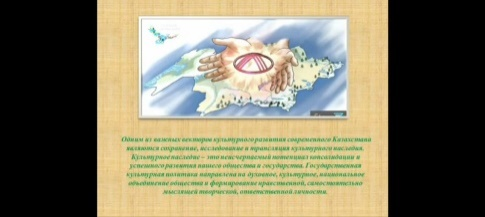 Одним из важных векторов культурного развития современного Казахстана
являются сохранение, исследование и трансляция культурного наследия.
Культурное наследие – это неисчерпаемый потенциал консолидации и
успешного развития нашего общества и государства. Государственная
культурная политика направлена на духовное, культурное, национальное
объединение общества и формирование нравственной, самостоятельно
мыслящей творческой, ответственной личности.